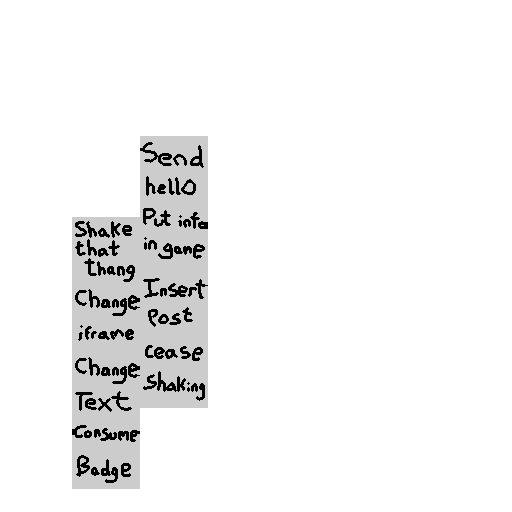 Shake
that
thang
Change
iframe
Change
Text
Consume
Badge
Send
hello
Put info
in game
Insert
Post
cease
shaking